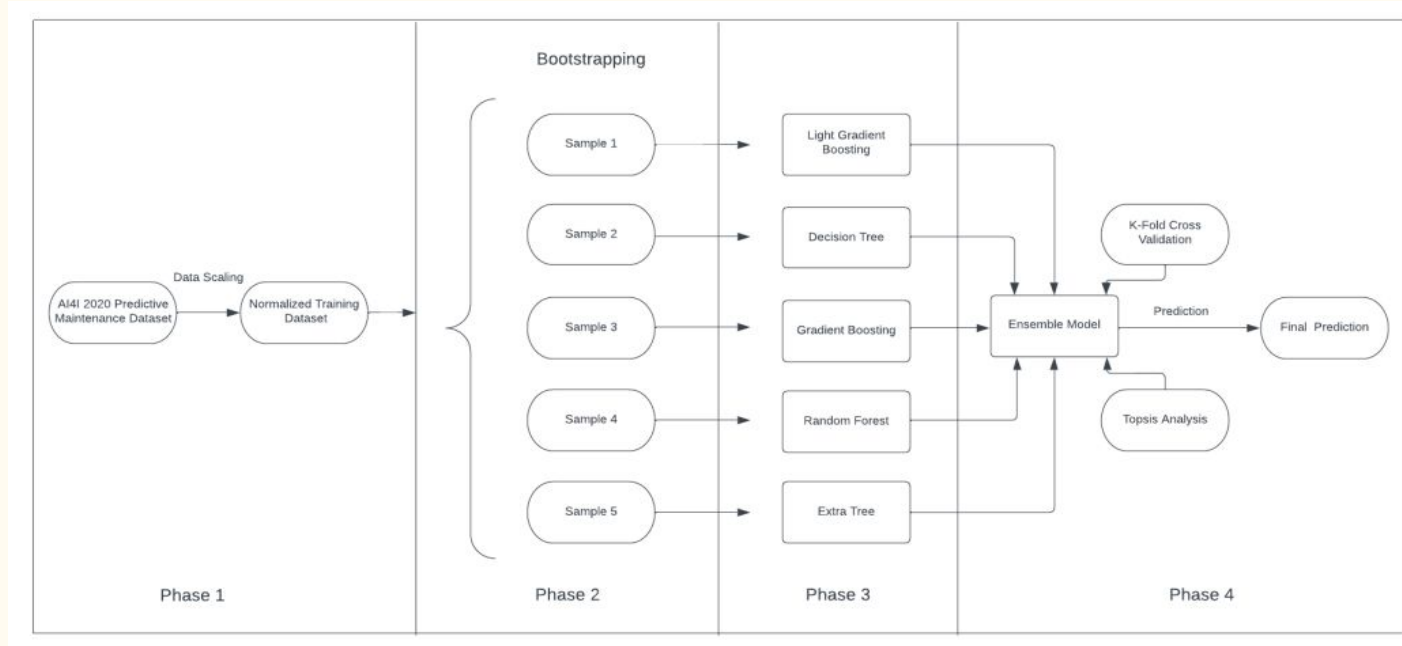 Bootstrapping
Data Scaling
AI4I 2020 Predictive
Maintenance Dataset
Normalized Training
Dataset
Sample 1
Sample 2
Sample 3
Sample 4
Sample 5
Light Gradient
Boosting
Decision Tree
Gradient Boosting
Random Forest
Extra Tree
K-Fold Cross
Validation
Ensemble Model
Prediction
Final Prediction
Topsis Analysis
Phase 1
Phase 2
Phase 3
Phase 4